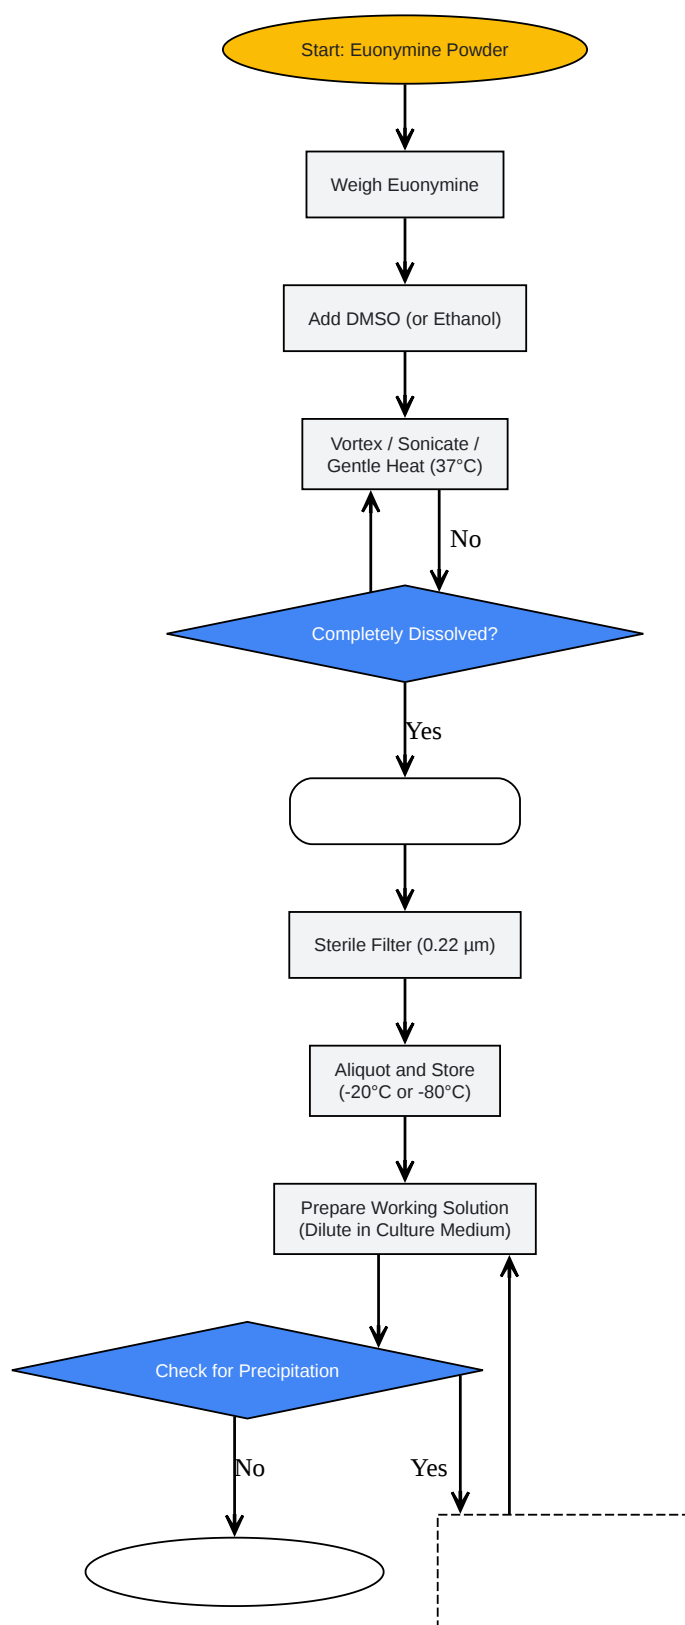 Start: Euonymine Powder
Weigh Euonymine
Add DMSO (or Ethanol)
Vortex / Sonicate /
Gentle Heat (37°C)
No
Completely Dissolved?
Yes
Sterile Filter (0.22 µm)
Aliquot and Store
(-20°C or -80°C)
Prepare Working Solution
(Dilute in Culture Medium)
Check for Precipitation
No
Yes